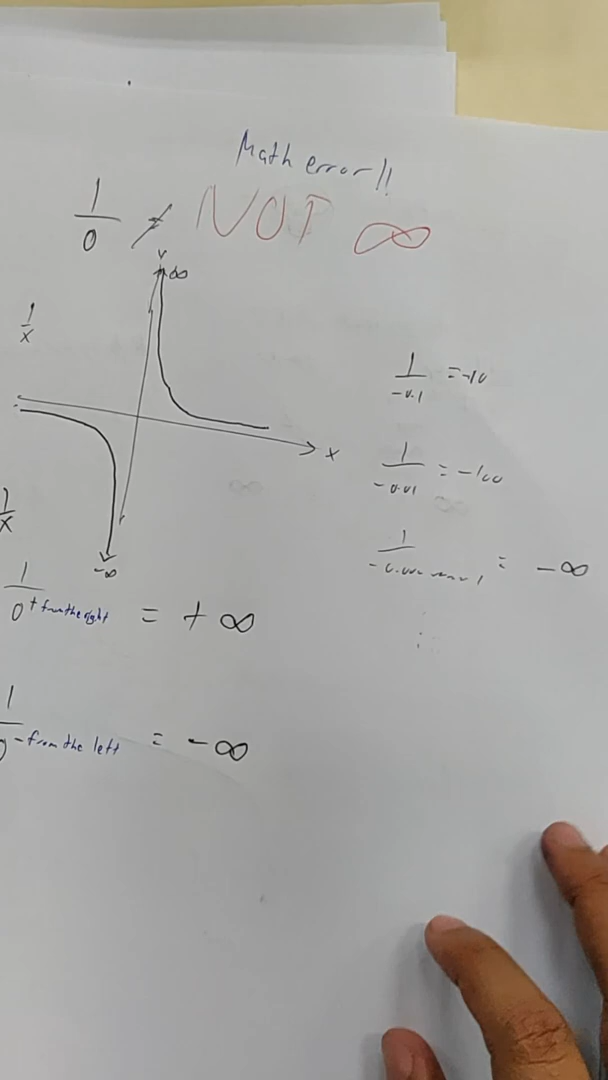 Math error!!
1/0 ≠ NOT ∞
y
∞
1/x
x
-∞
1/x
1/-0.1 = -10
1/-0.01 = -100
= -∞
1/0⁺ from the right = + ∞
1/0⁻ from the left = - ∞